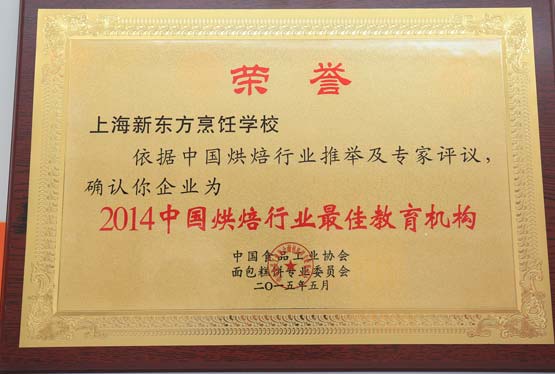 荣誉
上海新东方烹饪学校
依据中国烘焙行业推举及专家评议，
确认你企业为
2014中国烘焙行业最佳教育机构
中国食品工业协会
面包糕饼专业委员会
二〇一五年五月